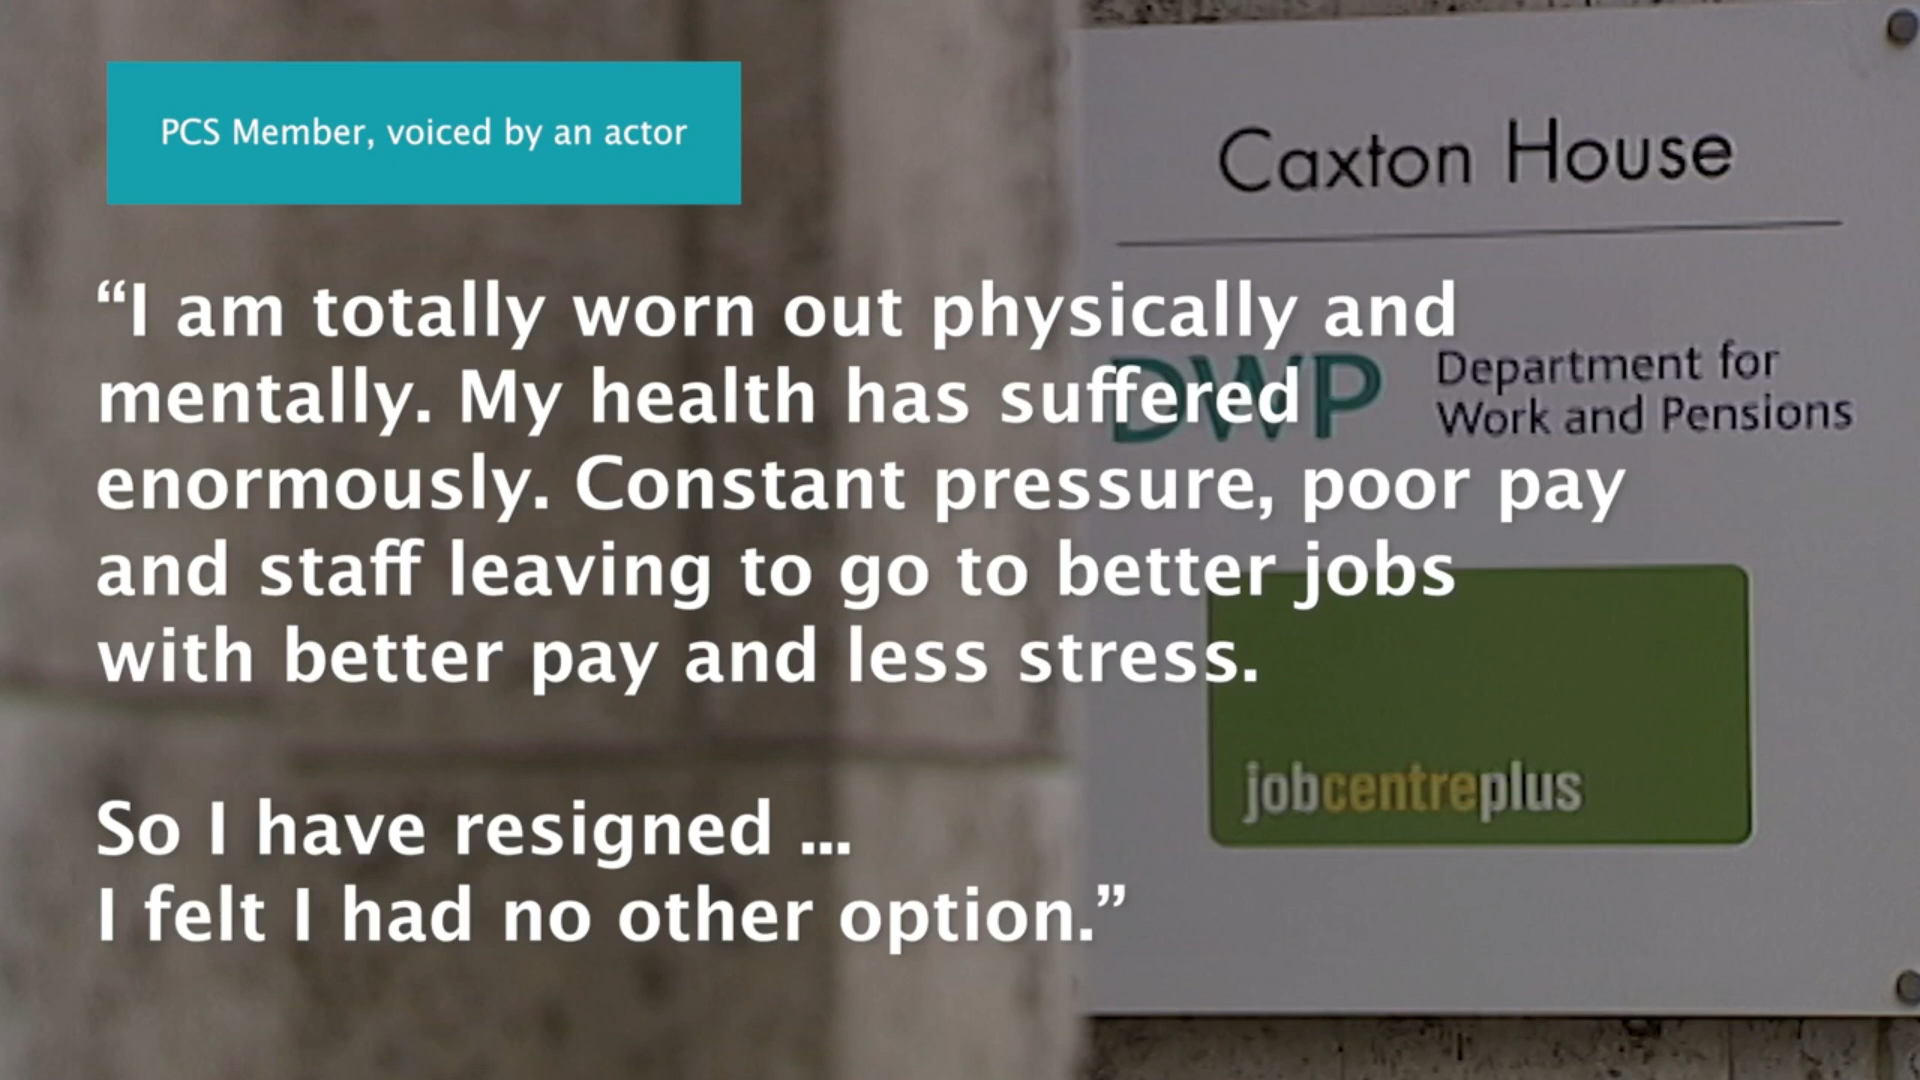 PCS Member, voiced by an actor
“I am totally worn out physically and
mentally. My health has suffered
enormously. Constant pressure, poor pay
and staff leaving to go to better jobs
with better pay and less stress.
So I have resigned ...
I felt I had no other option.”
Caxton House
DWP
Department for
Work and Pensions
jobcentreplus